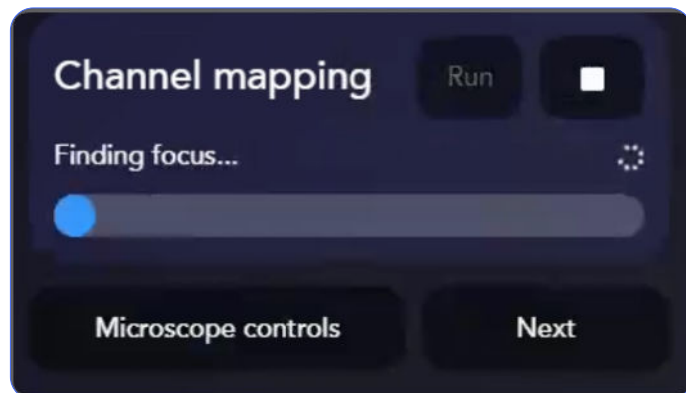 Channel mapping
Run
Finding focus...
Microscope controls
Next